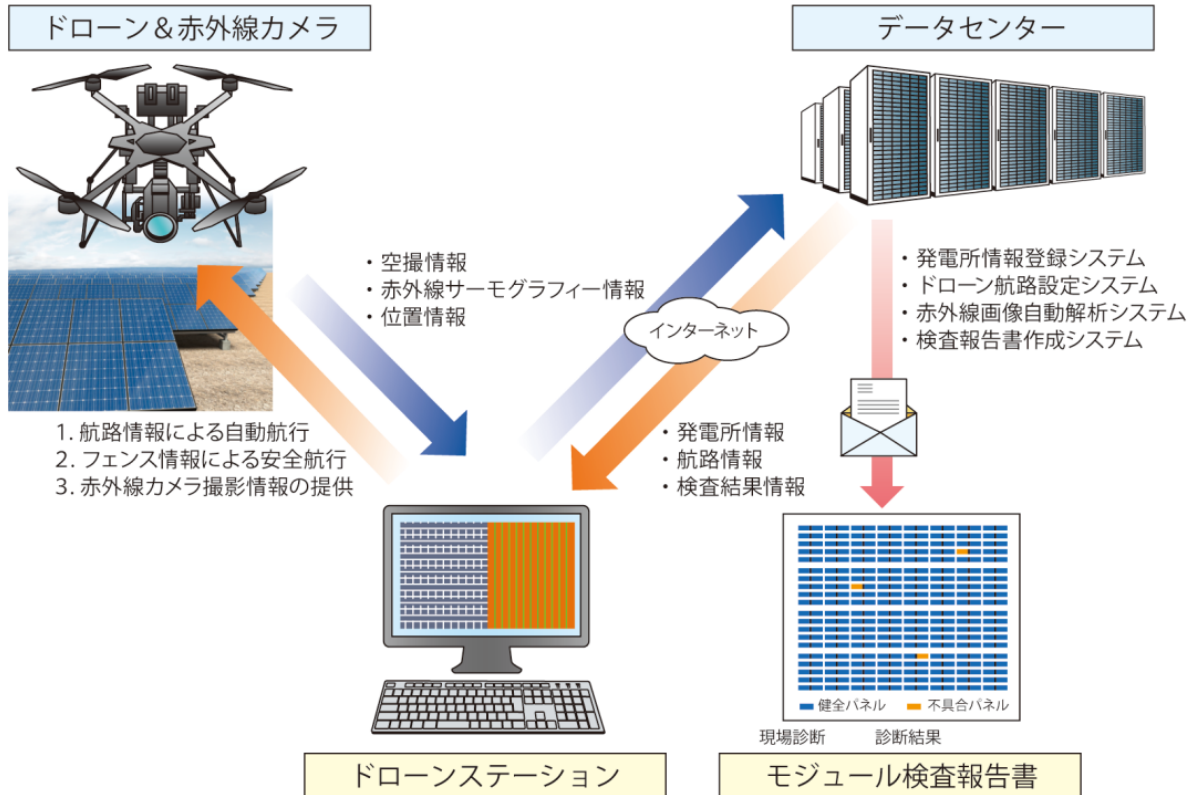 ドローン&赤外線カメラ
データセンター
・空撮情報
・赤外線サーモグラフィー情報
・位置情報
インターネット
・発電所情報登録システム
・ドローン航路設定システム
・赤外線画像自動解析システム
・検査報告書作成システム
1. 航路情報による自動航行
2. フェンス情報による安全航行
3. 赤外線カメラ撮影情報の提供
・発電所情報
・航路情報
・検査結果情報
健全パネル 不具合パネル
現場診断 診断結果
ドローンステーション
モジュール検査報告書